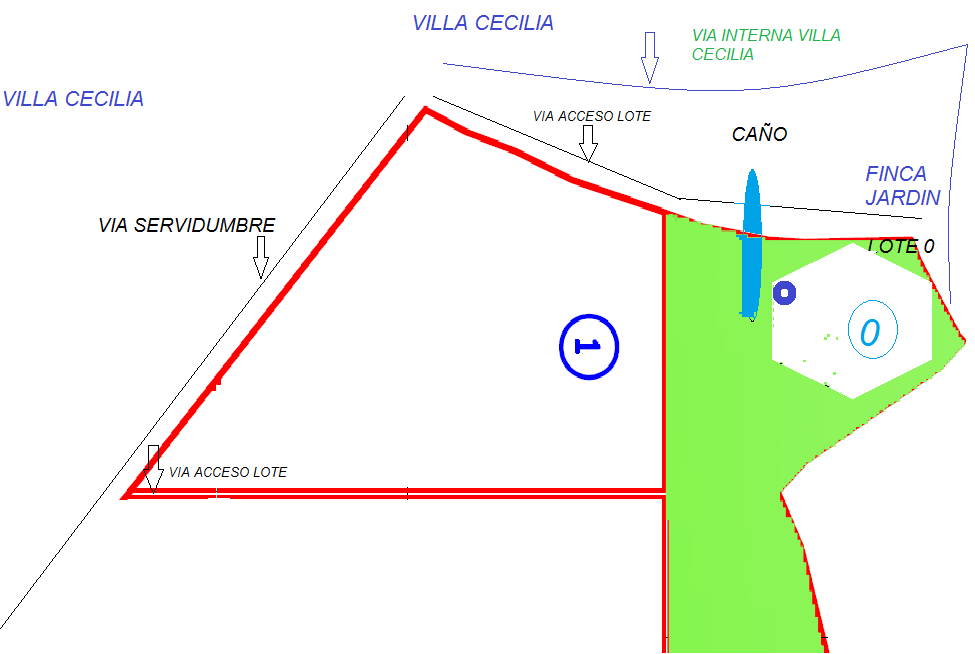 VILLA CECILIA
VIA INTERNA VILLA
CECILIA
VILLA CECILIA
VIA ACCESO LOTE
CAÑO
FINCA
JARDIN
VIA SERVIDUMBRE
LOTE 0
0
1
VIA ACCESO LOTE